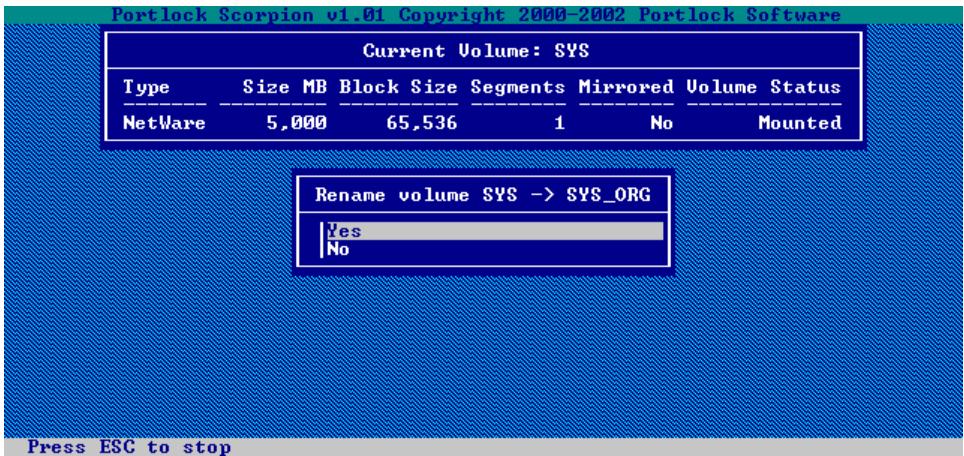 Portlock Scorpion v1.01 Copyright 2000-2002 Portlock Software
Current Volume: SYS
Type Size MB Block Size Segments Mirrored Volume Status
NetWare 5,000 65,536 1 No Mounted
Rename volume SYS -> SYS_ORG
Yes
No
Press ESC to stop